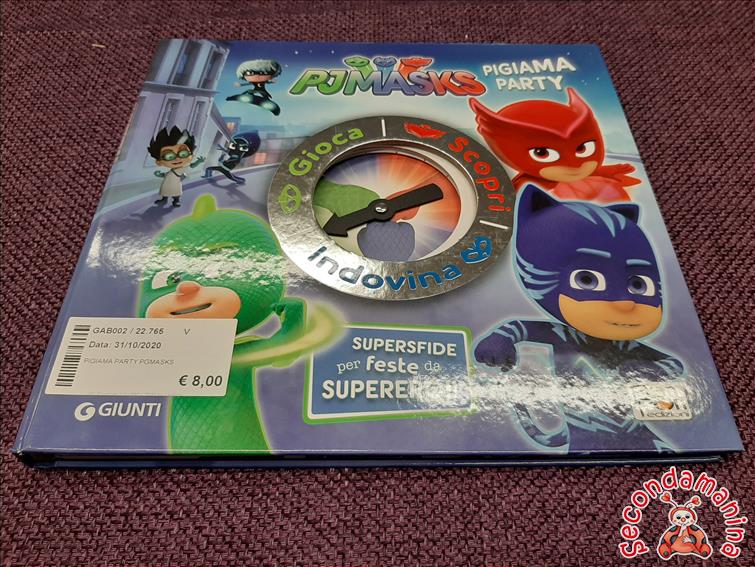 PJMASKS
PIGIAMA
PARTY
Gioca
Scopri
Indovina
SUPERSFIDE
per feste da
GAB002 / 22.765 V
Data: 31/10/2020
PIGIAMA PARTY PGMASKS
€ 8,00
GIUNTI
edizioni
secondamanina